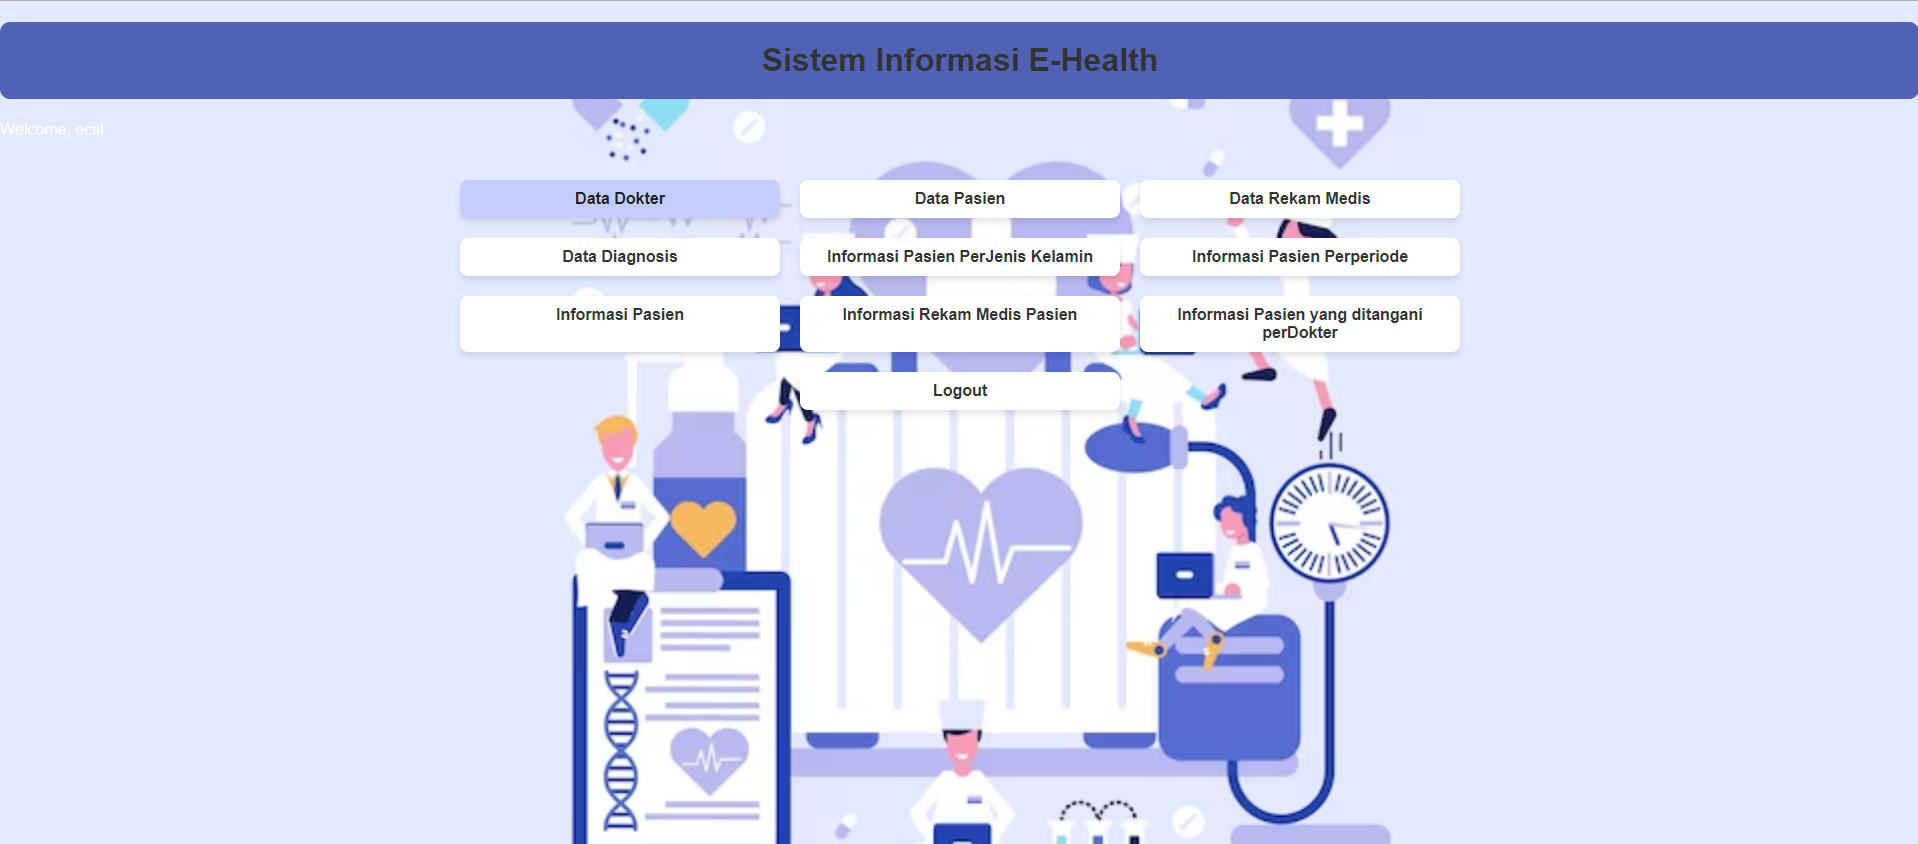 Sistem Informasi E-Health
Welcome, eciil
Data Dokter
Data Pasien
Data Rekam Medis
Data Diagnosis
Informasi Pasien PerJenis Kelamin
Informasi Pasien Perperiode
Informasi Pasien
Informasi Rekam Medis Pasien
Informasi Pasien yang ditangani
perDokter
Logout